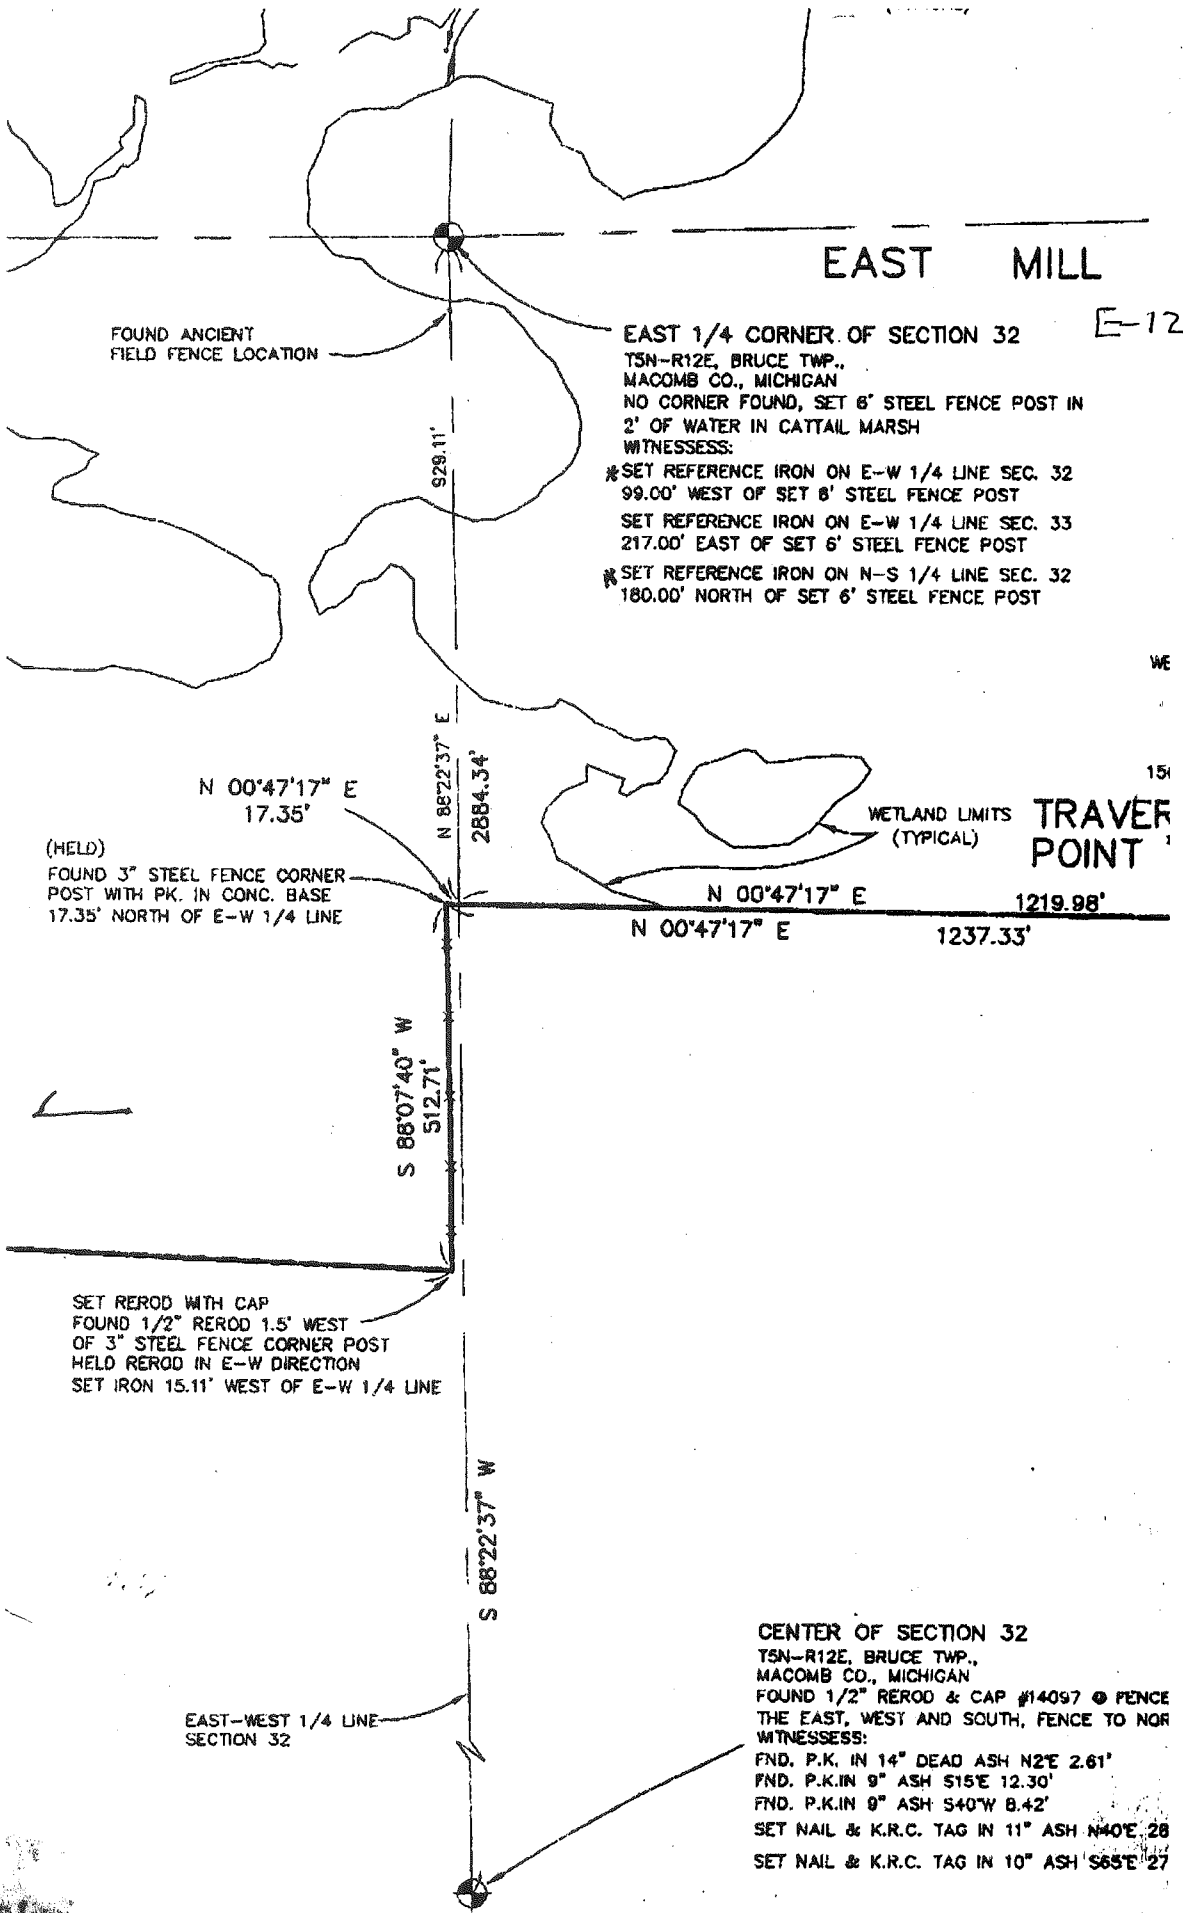 EAST MILL
E-12
FOUND ANCIENT
FIELD FENCE LOCATION
EAST 1/4 CORNER OF SECTION 32
T5N-R12E, BRUCE TWP.,
MACOMB CO., MICHIGAN
NO CORNER FOUND, SET 6' STEEL FENCE POST IN
2' OF WATER IN CATTAIL MARSH
WITNESSESS:
* SET REFERENCE IRON ON E-W 1/4 LINE SEC. 32
99.00' WEST OF SET 6' STEEL FENCE POST
SET REFERENCE IRON ON E-W 1/4 LINE SEC. 33
217.00' EAST OF SET 6' STEEL FENCE POST
* SET REFERENCE IRON ON N-S 1/4 LINE SEC. 32
180.00' NORTH OF SET 6' STEEL FENCE POST
929.11'
WE
N 88°22'37" E
2884.34'
N 00°47'17" E
17.35'
(HELD)
FOUND 3" STEEL FENCE CORNER
POST WITH PK. IN CONC. BASE
17.35' NORTH OF E-W 1/4 LINE
WETLAND LIMITS
(TYPICAL)
TRAVER
POINT
N 00°47'17" E 1219.98'
N 00°47'17" E 1237.33'
S 88°07'40" W
512.71'
SET REROD WITH CAP
FOUND 1/2" REROD 1.5' WEST
OF 3" STEEL FENCE CORNER POST
HELD REROD IN E-W DIRECTION
SET IRON 15.11' WEST OF E-W 1/4 LINE
S 88°22'37" W
EAST-WEST 1/4 LINE
SECTION 32
CENTER OF SECTION 32
T5N-R12E, BRUCE TWP.,
MACOMB CO., MICHIGAN
FOUND 1/2" REROD & CAP #14097 @ FENCE
THE EAST, WEST AND SOUTH, FENCE TO NOR
WITNESSESS:
FND. P.K. IN 14" DEAD ASH N2°E 2.61'
FND. P.K.IN 9" ASH S15°E 12.30'
FND. P.K.IN 9" ASH S40°W 8.42'
SET NAIL & K.R.C. TAG IN 11" ASH N40°E 28
SET NAIL & K.R.C. TAG IN 10" ASH S65°E 27